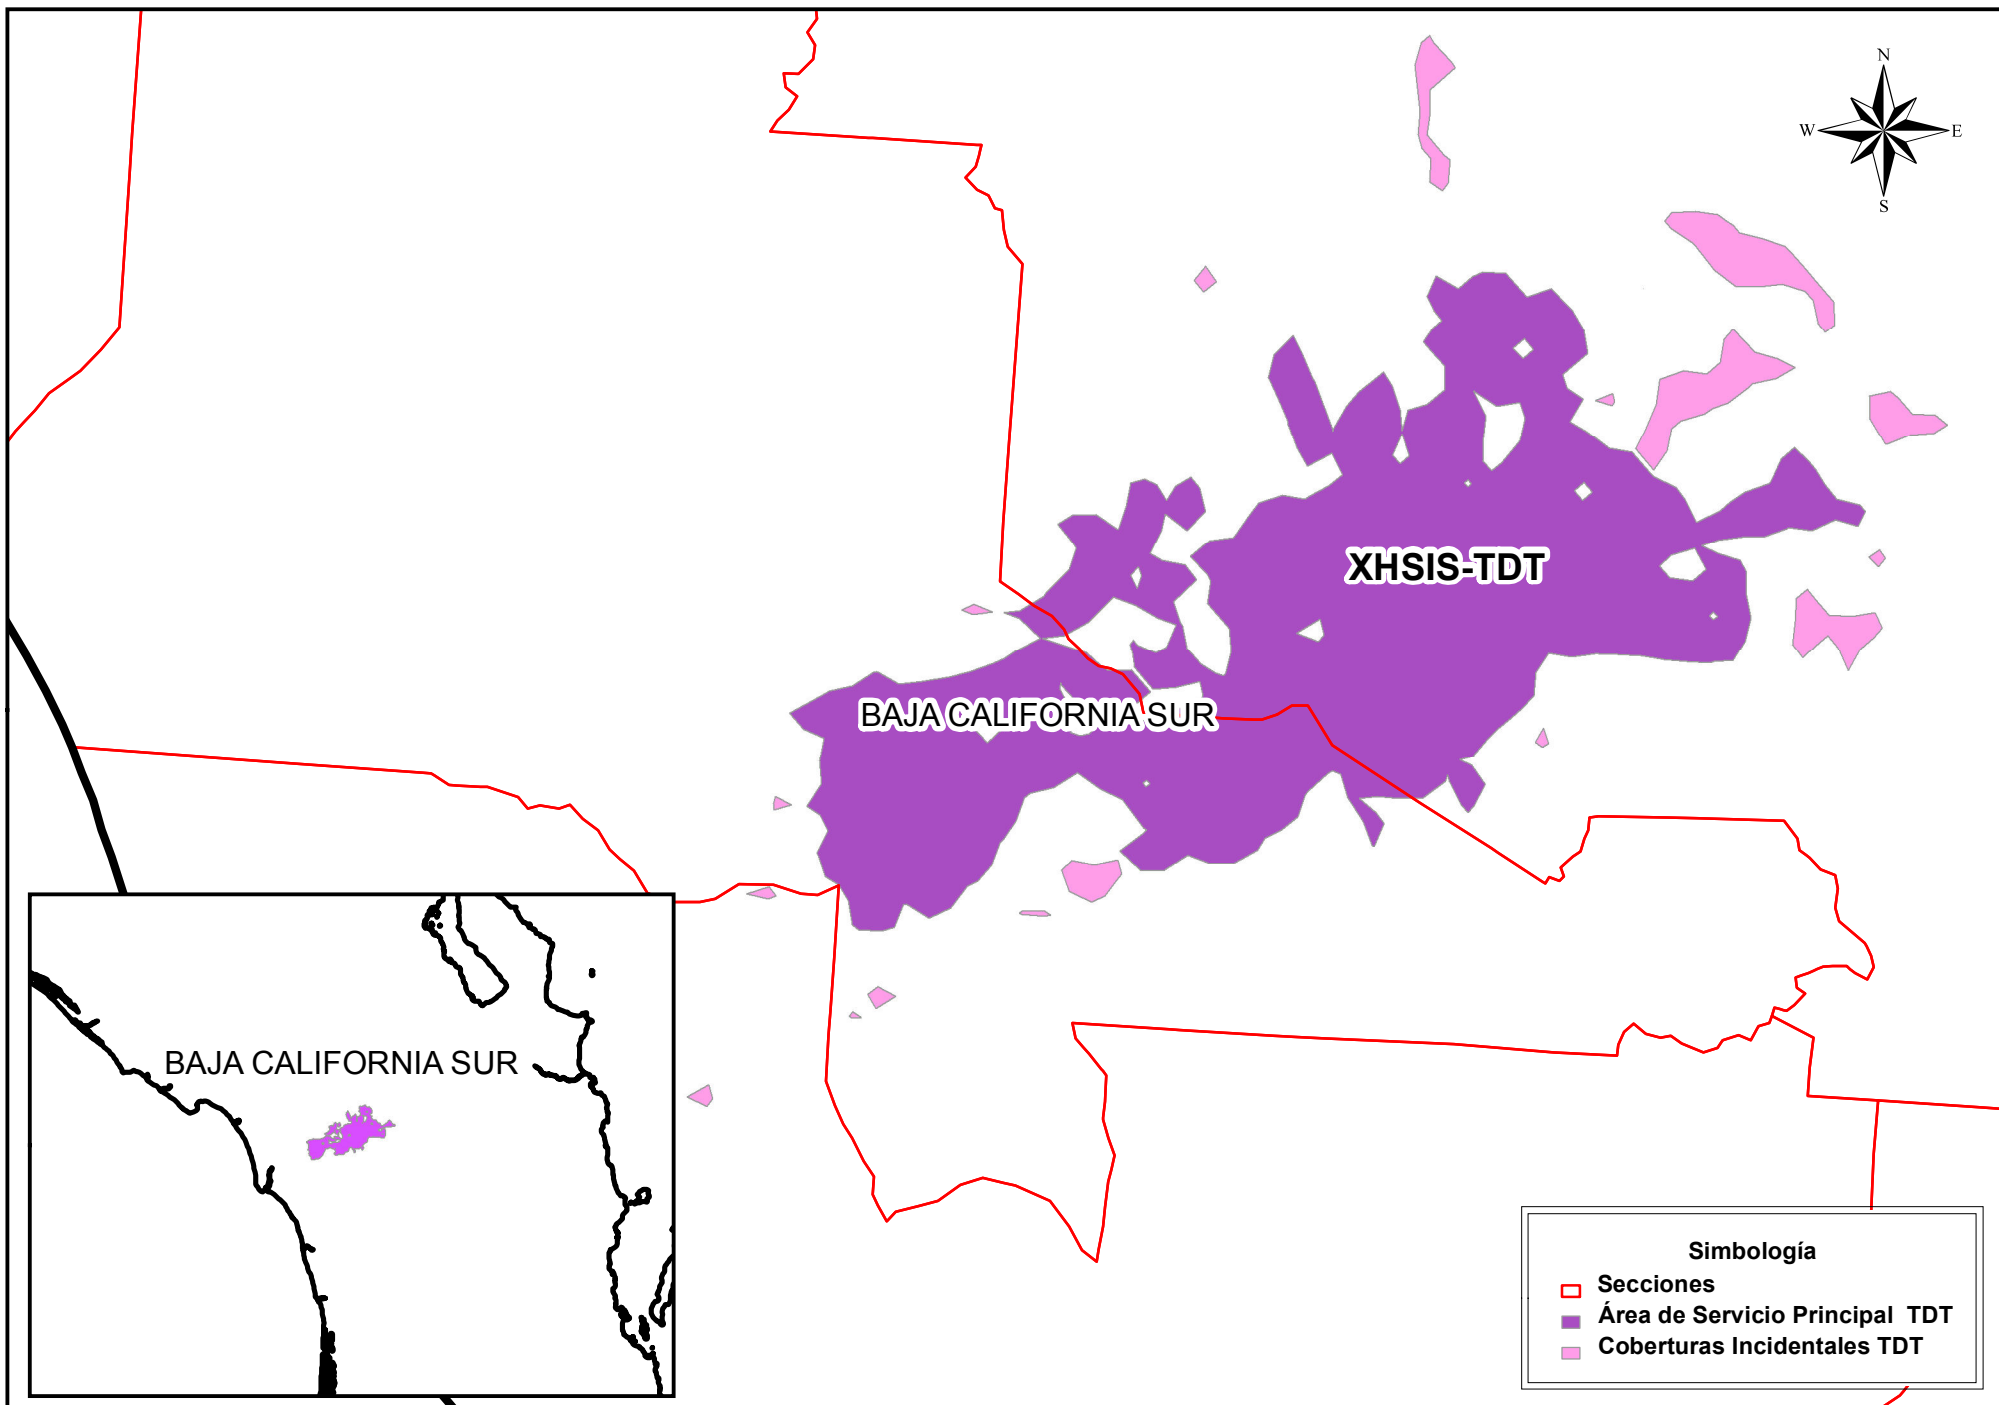 N
W E
S
XHSIS-TDT
BAJA CALIFORNIA SUR
BAJA CALIFORNIA SUR
Simbología
Secciones
Área de Servicio Principal TDT
Coberturas Incidentales TDT